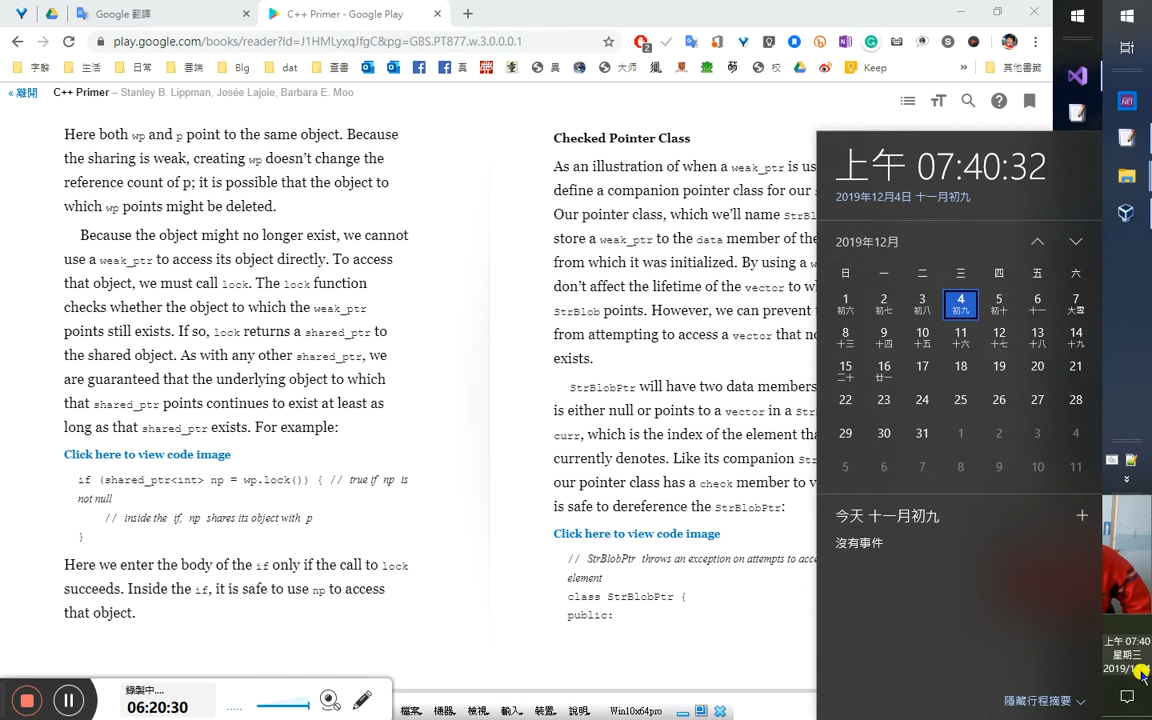 Google 翻譯
C++ Primer - Google Play
play.google.com/books/reader?id=J1HMLyxqJfgC&pg=GBS.PT877.w.3.0.0.0.1
字辭
生活
日常
雲端
Blg
dat
查書
真
異
大师
校
Keep
其他書籤
« 離開
C++ Primer – Stanley B. Lippman, Josée Lajoie, Barbara E. Moo
Here both wp and p point to the same object. Because
the sharing is weak, creating wp doesn’t change the
reference count of p; it is possible that the object to
which wp points might be deleted.
Because the object might no longer exist, we cannot
use a weak_ptr to access its object directly. To access
that object, we must call lock. The lock function
checks whether the object to which the weak_ptr
points still exists. If so, lock returns a shared_ptr to
the shared object. As with any other shared_ptr, we
are guaranteed that the underlying object to which
that shared_ptr points continues to exist at least as
long as that shared_ptr exists. For example:
Click here to view code image
if (shared_ptr<int> np = wp.lock()) { // true if np is
not null
// inside the if, np shares its object with p
}
Here we enter the body of the if only if the call to lock
succeeds. Inside the if, it is safe to use np to access
that object.
Checked Pointer Class
As an illustration of when a weak_ptr is us
define a companion pointer class for our
Our pointer class, which we’ll name StrBl
store a weak_ptr to the data member of the
from which it was initialized. By using a w
don’t affect the lifetime of the vector to wh
StrBlob points. However, we can prevent
from attempting to access a vector that no
exists.
StrBlobPtr will have two data members
is either null or points to a vector in a Str
curr, which is the index of the element tha
currently denotes. Like its companion Str
our pointer class has a check member to v
is safe to dereference the StrBlobPtr:
Click here to view code image
// StrBlobPtr throws an exception on attempts to acce
element
class StrBlobPtr {
public:
上午 07:40:32
2019年12月4日 十一月初九
2019年12月
日 一 二 三 四 五 六
1 2 3 4 5 6 7
初六 初七 初八 初九 初十 十一 大雪
8 9 10 11 12 13 14
十三 十四 十五 十六 十七 十八 十九
15 16 17 18 19 20 21
二十 廿一
22 23 24 25 26 27 28
29 30 31 1 2 3 4
5 6 7 8 9 10 11
今天 十一月初九
沒有事件
隱藏行程摘要
上午 07:40
星期三
錄製中....
06:20:30
檔案 機器 檢視 輸入 裝置 說明 Win10x64pro